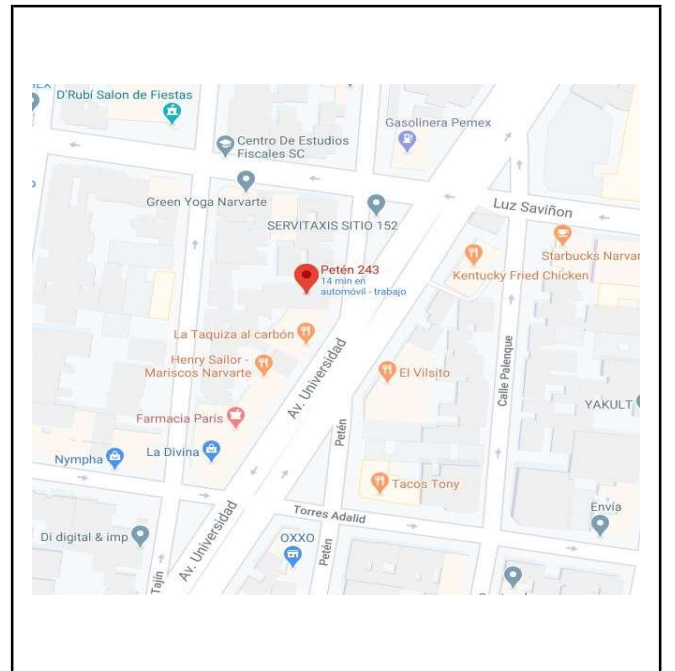 D'Rubí Salon de Fiestas
Gasolinera Pemex
Centro De Estudios
Fiscales SC
Green Yoga Narvarte
Luz Saviñon
SERVITAXIS SITIO 152
Starbucks Narvar
Petén 243
14 min en
automóvil - trabajo
Kentucky Fried Chicken
La Taquiza al carbón
Henry Sailor -
Mariscos Narvarte
Av. Universidad
El Vilsito
Calle Palenque
YAKULT
Farmacia París
Petén
La Divina
Nympha
Tacos Tony
Envía
Torres Adalid
Av. Universidad
Di digital & imp
OXXO
Petén
Tajín